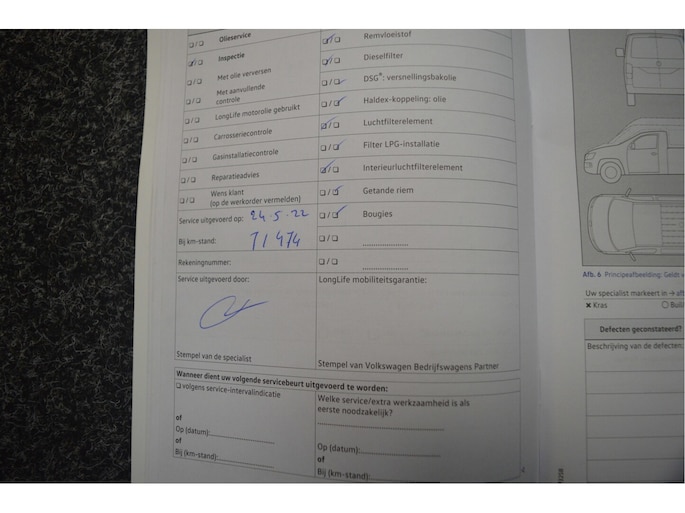 ❏/❏ Olieservice
☑/❏ Inspectie
❏/❏ Met olie verversen
❏/❏ Met aanvullende
controle
❏/❏ LongLife motorolie gebruikt
❏/❏ Carrosseriecontrole
❏/❏ Gasinstallatiecontrole
❏/❏ Reparatieadvies
❏/❏ Wens klant
(op de werkorder vermelden)
Service uitgevoerd op: 24-5-22
Bij km-stand: 71474
Rekeningnummer:
Service uitgevoerd door:
Stempel van de specialist
☑/❏ Remvloeistof
☑/❏ Dieselfilter
❏/☑ DSG®: versnellingsbakolie
❏/☑ Haldex-koppeling: olie
☑/❏ Luchtfilterelement
❏/☑ Filter LPG-installatie
☑/❏ Interieurluchtfilterelement
❏/☑ Getande riem
❏/☑ Bougies
❏/❏ ....................
❏/❏ ....................
LongLife mobiliteitsgarantie:
Stempel van Volkswagen Bedrijfswagens Partner
Wanneer dient uw volgende servicebeurt uitgevoerd te worden:
❏ volgens service-intervalindicatie
of
Op (datum):
of
Bij (km-stand):
Welke service/extra werkzaamheid is als
eerste noodzakelijk?
Op (datum):
of
Bij (km-stand):
Afb. 6 Principeafbeelding: Geldt
Uw specialist markeert in → afb
✖ Kras
Defecten geconstateerd?
Beschrijving van de defecten: